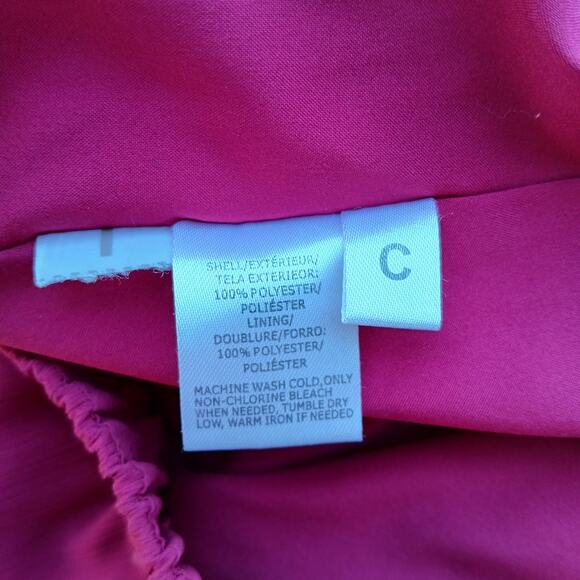 SHELL/EXTÉRIEUR/
TELA EXTERIOR:
100% POLYESTER/
POLIÉSTER
LINING/
DOUBLURE/FORRO:
100% POLYESTER/
POLIÉSTER
MACHINE WASH COLD,ONLY
NON-CHLORINE BLEACH
WHEN NEEDED, TUMBLE DRY
LOW, WARM IRON IF NEEDED
C